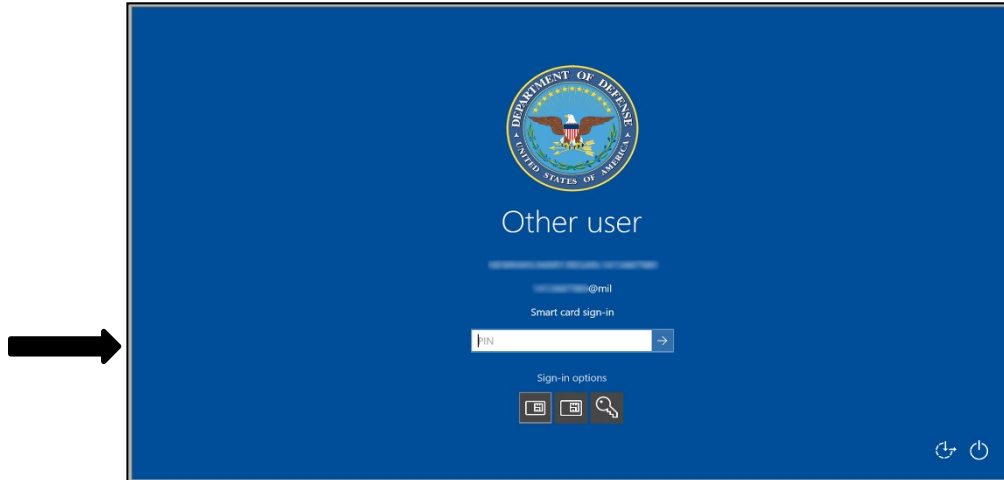 DEPARTMENT OF DEFENSE
UNITED STATES OF AMERICA
Other user
@mil
Smart card sign-in
PIN
Sign-in options